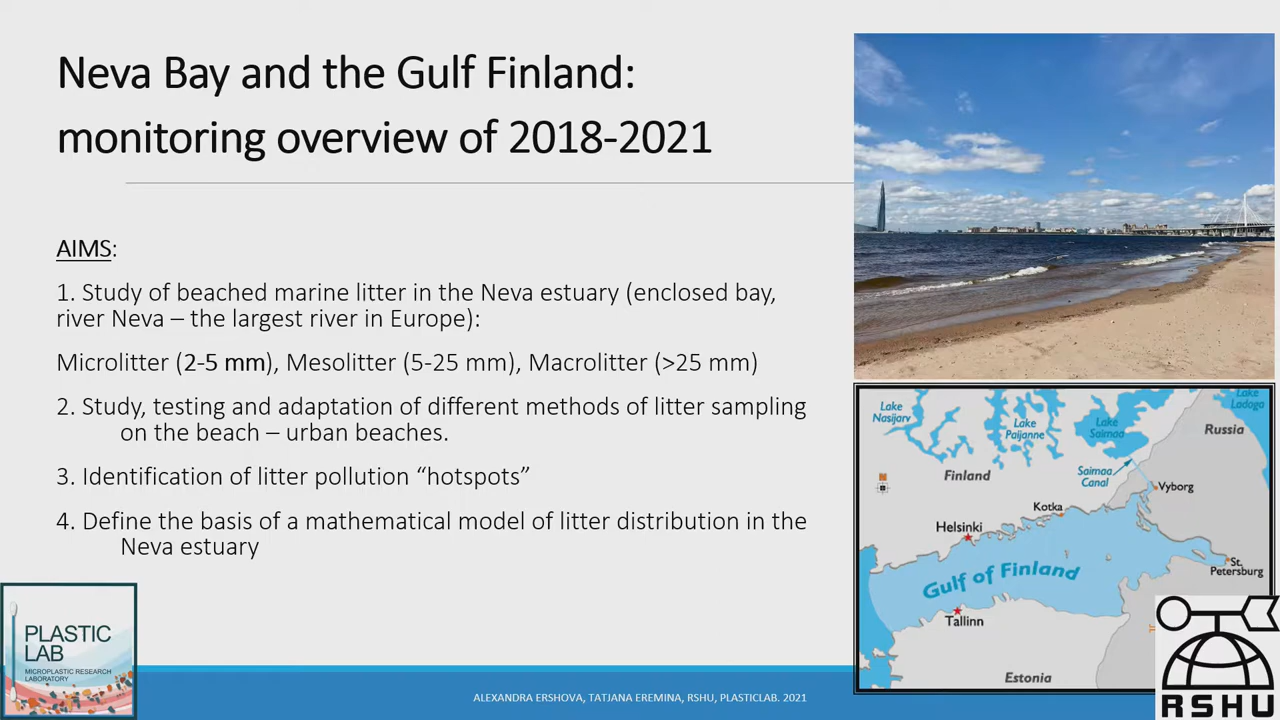 Neva Bay and the Gulf Finland:
monitoring overview of 2018-2021
AIMS:
1. Study of beached marine litter in the Neva estuary (enclosed bay,
river Neva – the largest river in Europe):
Microlitter (2-5 mm), Mesolitter (5-25 mm), Macrolitter (>25 mm)
2. Study, testing and adaptation of different methods of litter sampling
on the beach – urban beaches.
3. Identification of litter pollution “hotspots”
4. Define the basis of a mathematical model of litter distribution in the
Neva estuary
Lake
Nasijarv
Lake
Paijanne
Lake
Saimaa
Lake
Ladoga
Russia
Finland
Saimaa
Canal
Vyborg
Kotka
Helsinki
Gulf of Finland
St.
Petersburg
Tallinn
Estonia
PLASTIC
LAB
MICROPLASTIC RESEARCH
LABORATORY
ALEXANDRA ERSHOVA, TATJANA EREMINA, RSHU, PLASTICLAB. 2021
RSHU